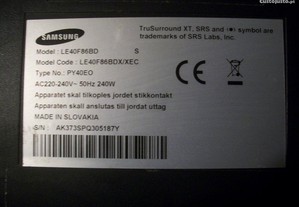 SAMSUNG
TruSurround XT, SRS and (●) symbol are
trademarks of SRS Labs, Inc.
Model : LE40F86BD S
Model Code : LE40F86BDX/XEC
Type No.: PY40EO
AC220-240V~ 50Hz 240W
Apparatet skal tilkoples jordet stikkontakt
Apparaten skall anslutas till jordat uttag
MADE IN SLOVAKIA
S/N : AK373SPQ305187Y